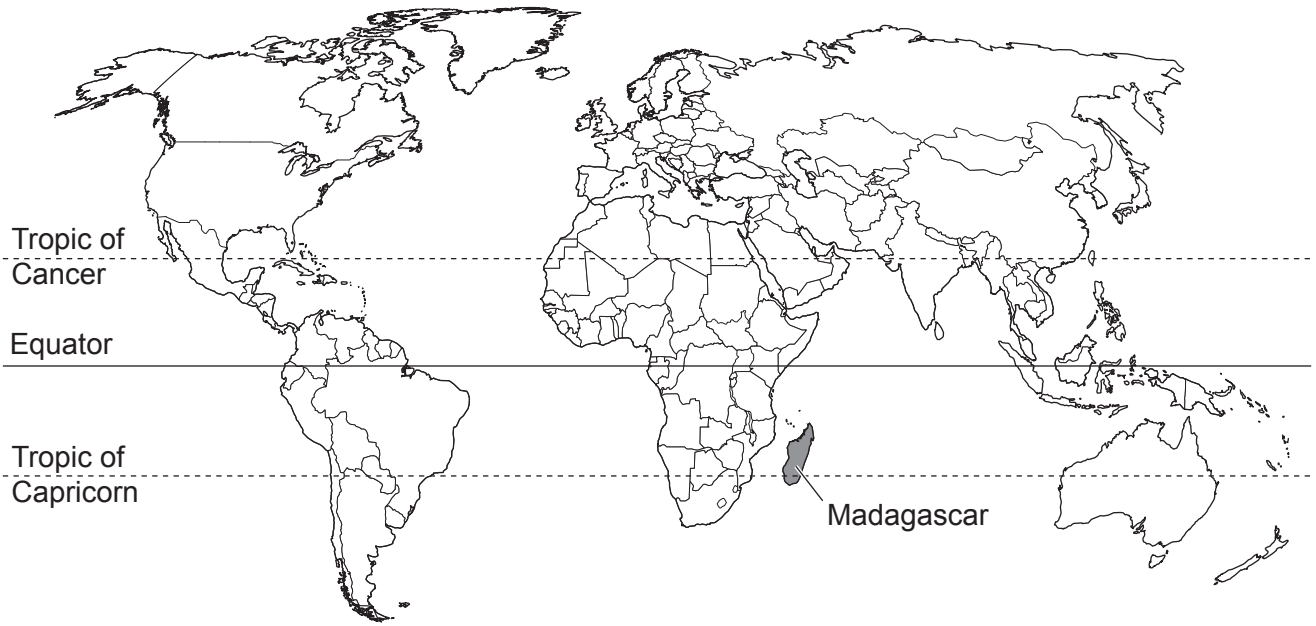 Tropic of
Cancer
Equator
Tropic of
Capricorn
Madagascar